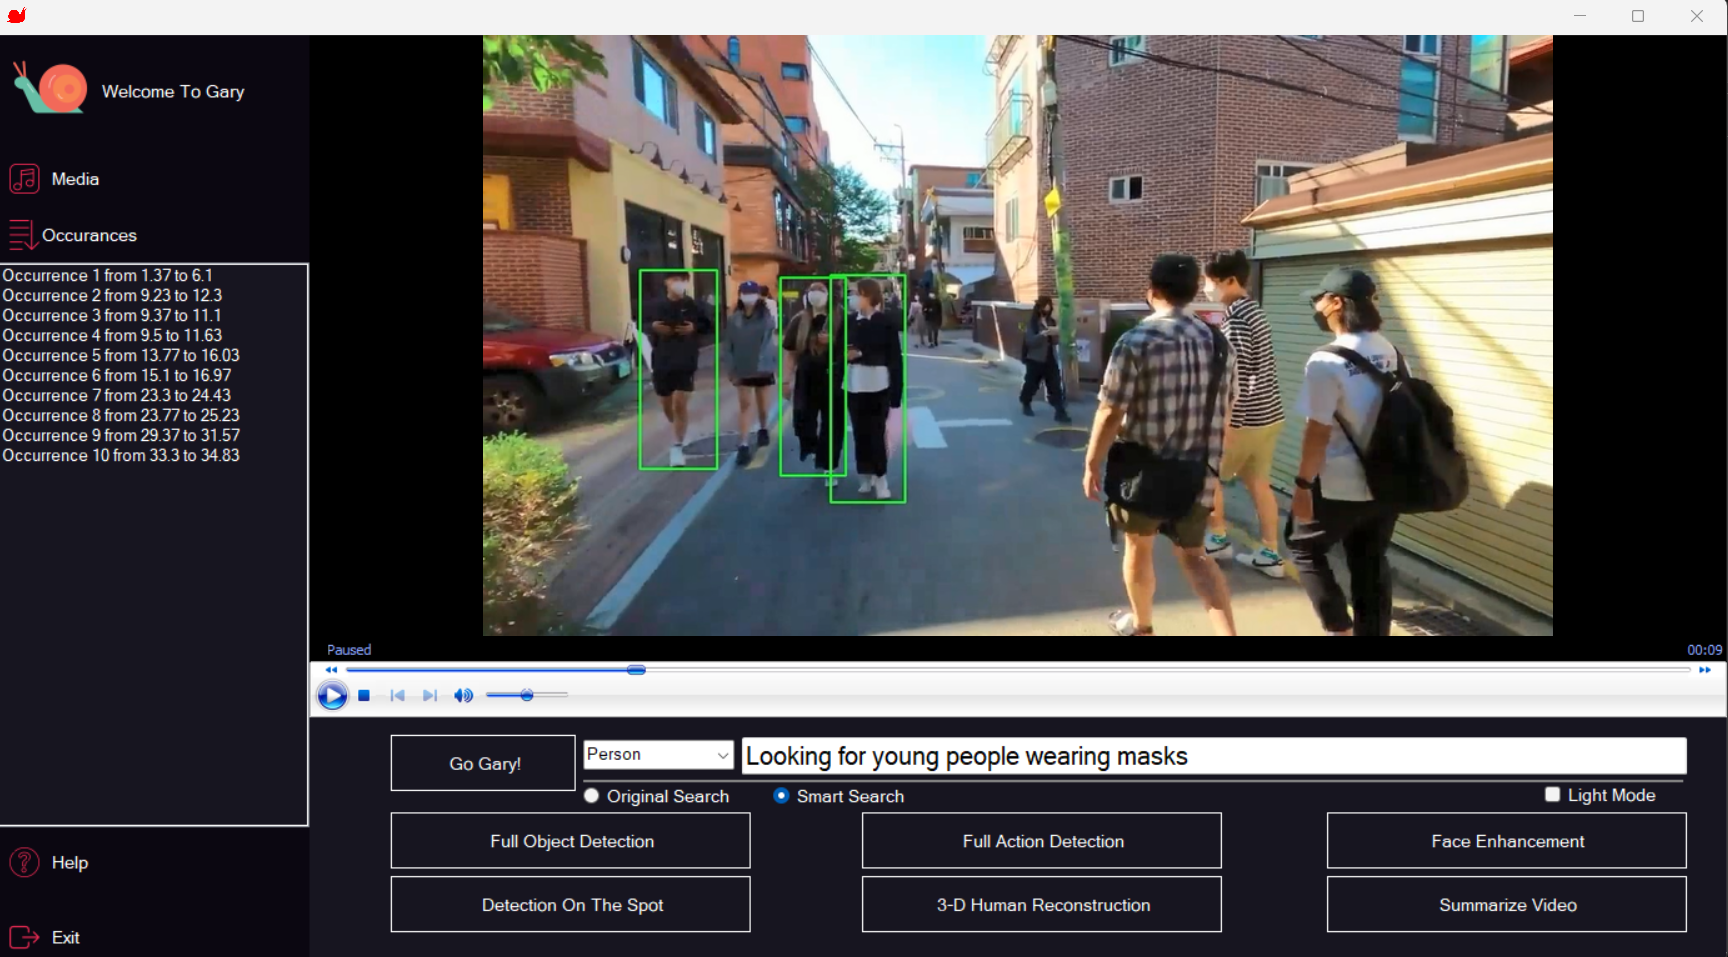 Welcome To Gary
Media
Occurances
Occurrence 1 from 1.37 to 6.1
Occurrence 2 from 9.23 to 12.3
Occurrence 3 from 9.37 to 11.1
Occurrence 4 from 9.5 to 11.63
Occurrence 5 from 13.77 to 16.03
Occurrence 6 from 15.1 to 16.97
Occurrence 7 from 23.3 to 24.43
Occurrence 8 from 23.77 to 25.23
Occurrence 9 from 29.37 to 31.57
Occurrence 10 from 33.3 to 34.83
Help
Exit
Paused
00:09
Go Gary!
Person
Looking for young people wearing masks
Original Search
Smart Search
Light Mode
Full Object Detection
Full Action Detection
Face Enhancement
Detection On The Spot
3-D Human Reconstruction
Summarize Video